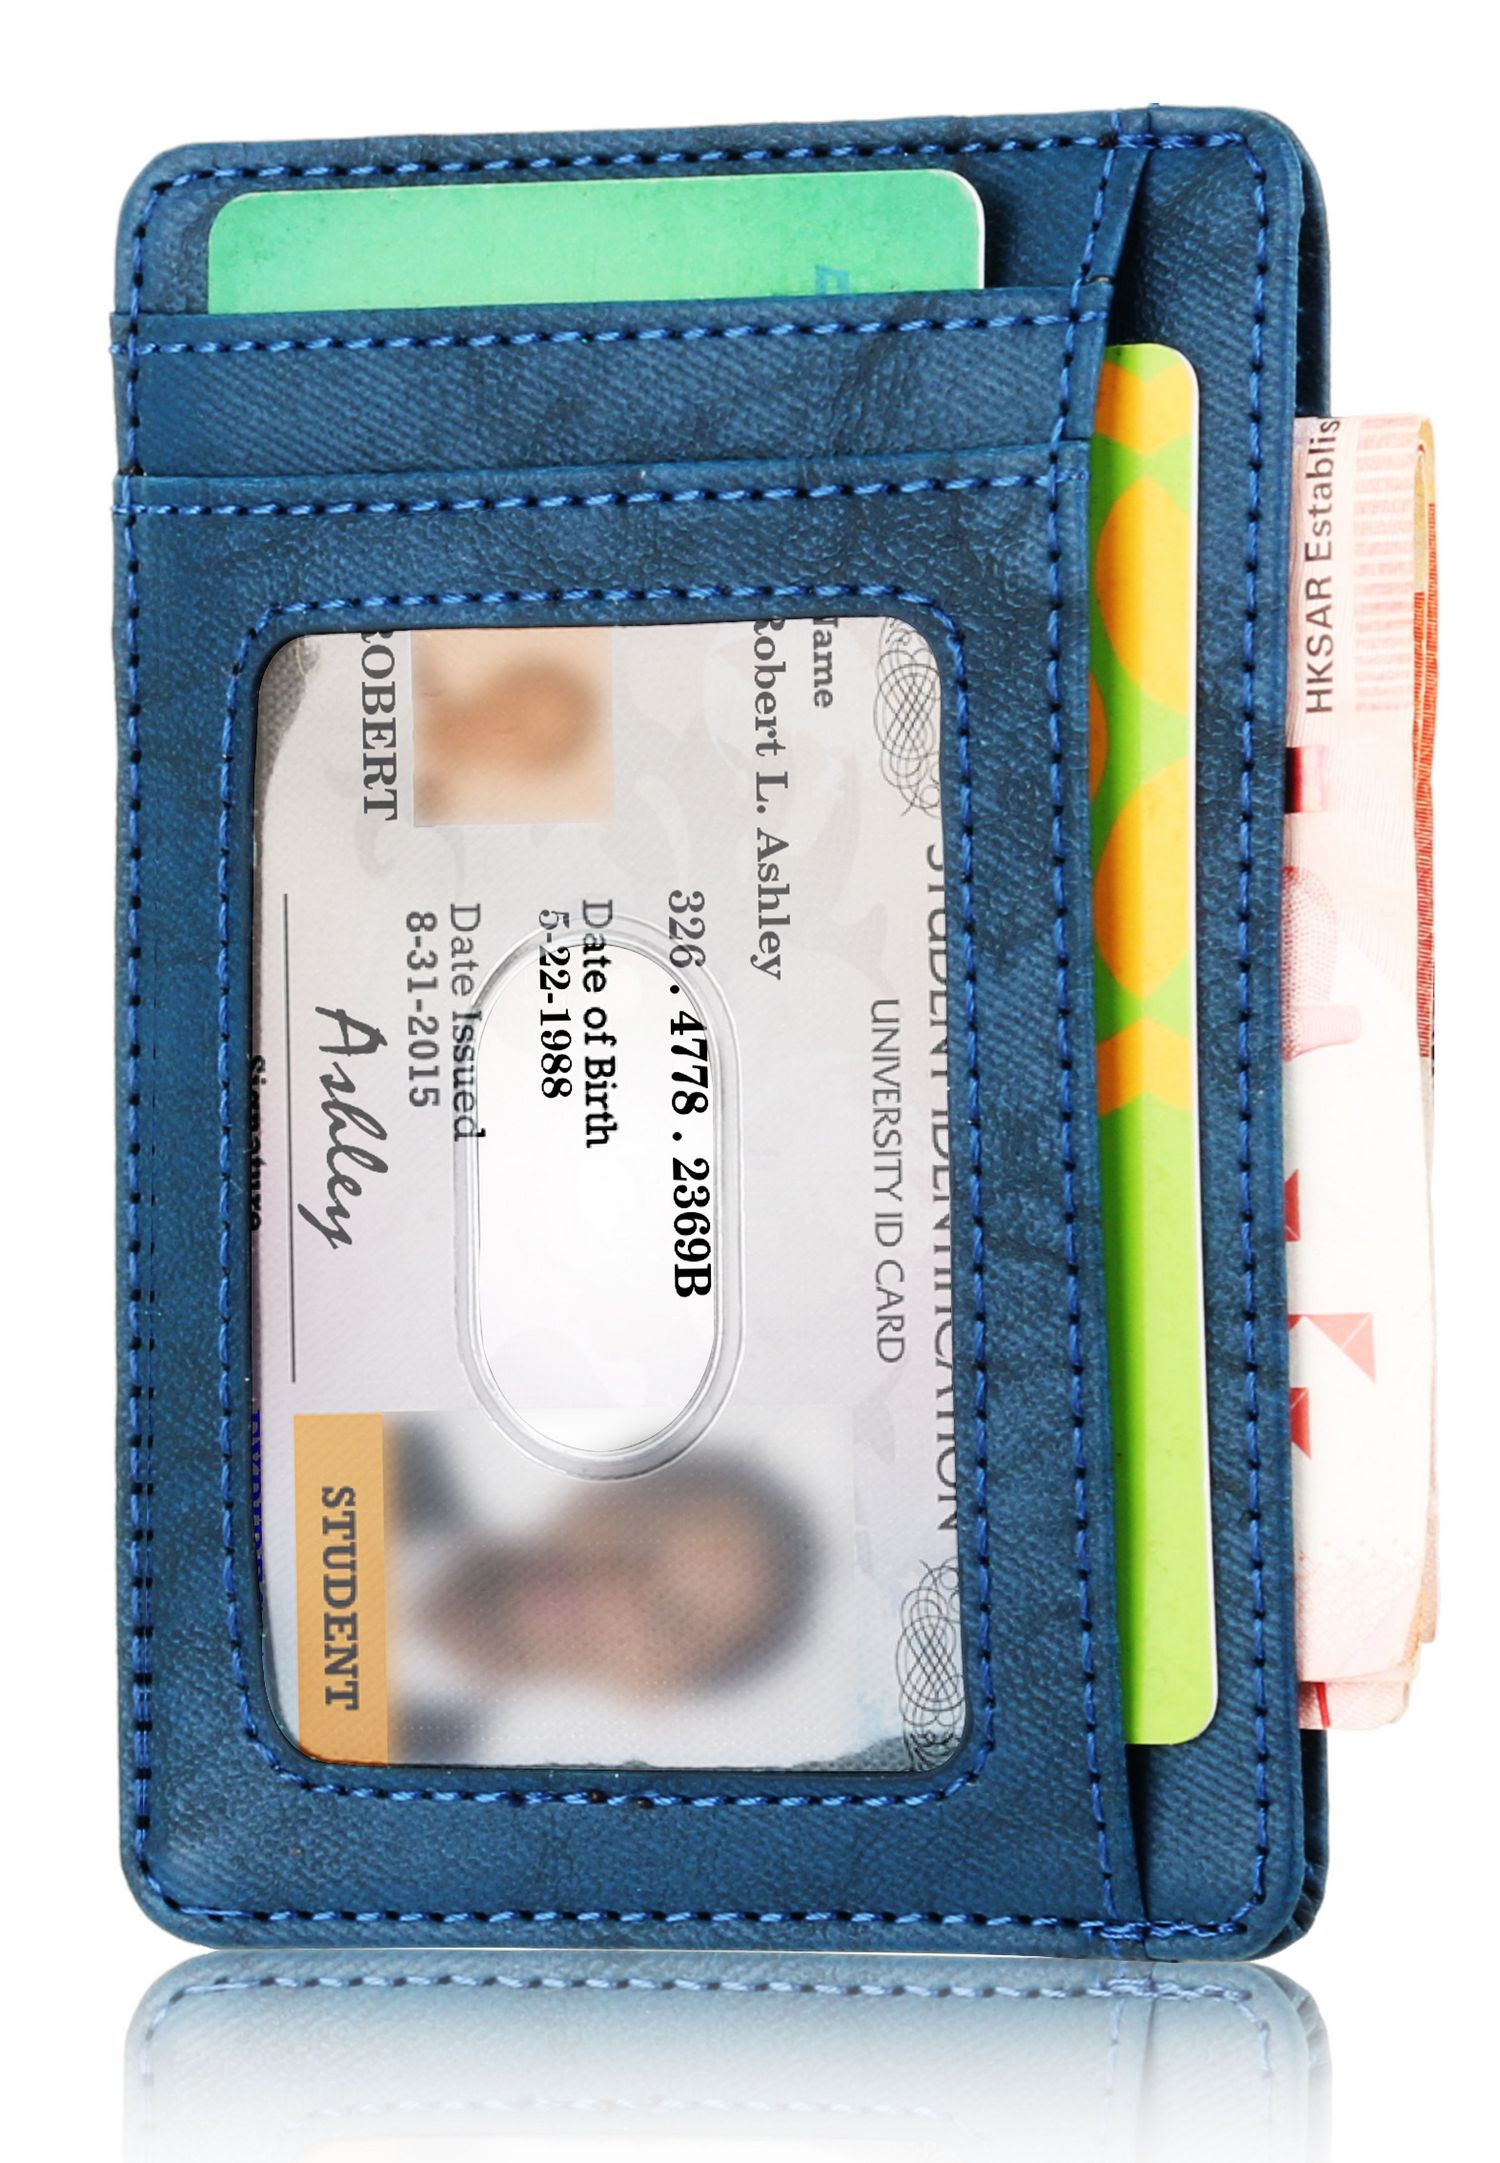 STUDENT IDENTIFICATION
UNIVERSITY ID CARD
Name
Robert L. Ashley
326 . 4778 . 2369B
Date of Birth
5-22-1988
Date Issued
8-31-2015
ROBERT
Ashley
Signature
STUDENT
HKSAR Establis